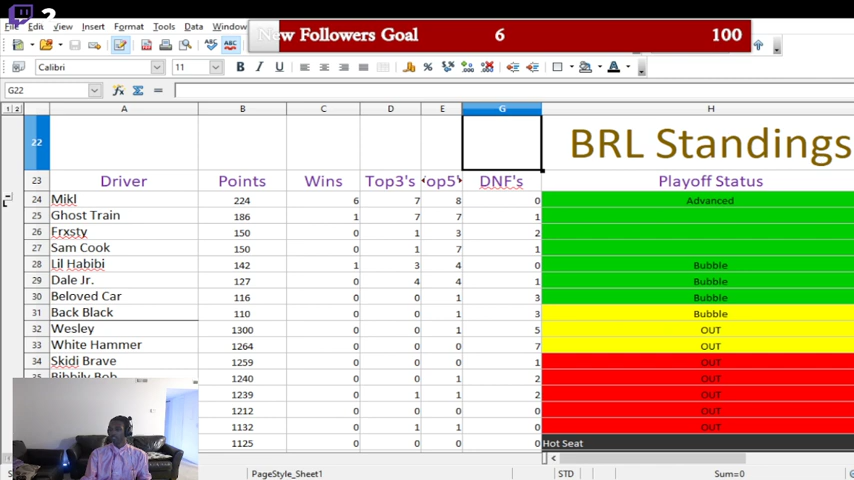 2
File Edit View Insert Format Tools Data Window
New Followers Goal 6 100
Calibri 11
G22
A B C D E G H
22 BRL Standings
23 Driver Points Wins Top3's op5' DNF's Playoff Status
24 Mikl 224 6 7 8 0 Advanced
25 Ghost Train 186 1 7 7 1
26 Frxsty 150 0 1 3 2
27 Sam Cook 150 0 1 7 1
28 Lil Habibi 142 1 3 4 0 Bubble
29 Dale Jr. 127 0 4 4 1 Bubble
30 Beloved Car 116 0 0 1 3 Bubble
31 Back Black 110 0 0 1 3 Bubble
32 Wesley 1300 0 0 1 5 OUT
33 White Hammer 1264 0 0 0 7 OUT
34 Skidi Brave 1259 0 0 0 1 OUT
35 Bibbily Bob 1240 0 0 1 2 OUT
1239 0 1 1 2 OUT
1212 0 0 0 0 OUT
1132 0 1 1 0 OUT
1125 0 0 0 0 Hot Seat
PageStyle_Sheet1 STD Sum=0